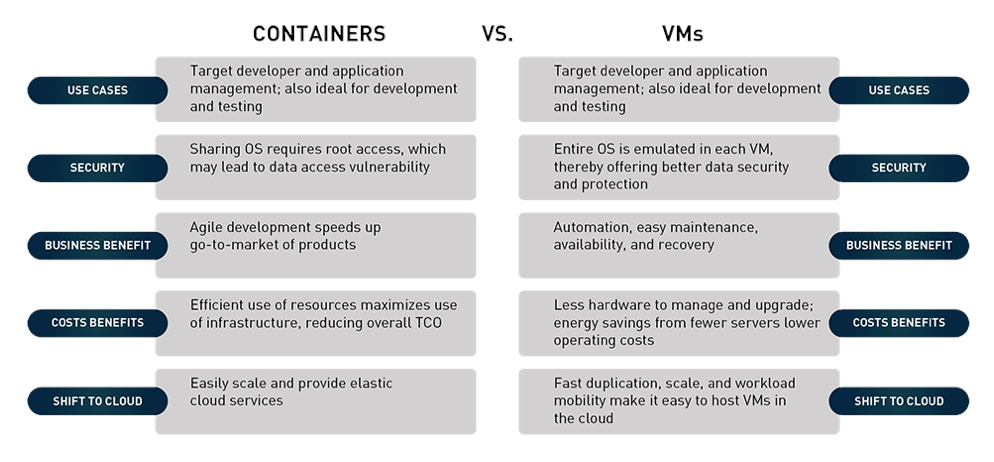 CONTAINERS VS. VMs
USE CASES
Target developer and application
management; also ideal for development
and testing
Target developer and application
management; also ideal for development
and testing
USE CASES
SECURITY
Sharing OS requires root access, which
may lead to data access vulnerability
Entire OS is emulated in each VM,
thereby offering better data security
and protection
SECURITY
BUSINESS BENEFIT
Agile development speeds up
go-to-market of products
Automation, easy maintenance,
availability, and recovery
BUSINESS BENEFIT
COSTS BENEFITS
Efficient use of resources maximizes use
of infrastructure, reducing overall TCO
Less hardware to manage and upgrade;
energy savings from fewer servers lower
operating costs
COSTS BENEFITS
SHIFT TO CLOUD
Easily scale and provide elastic
cloud services
Fast duplication, scale, and workload
mobility make it easy to host VMs in
the cloud
SHIFT TO CLOUD